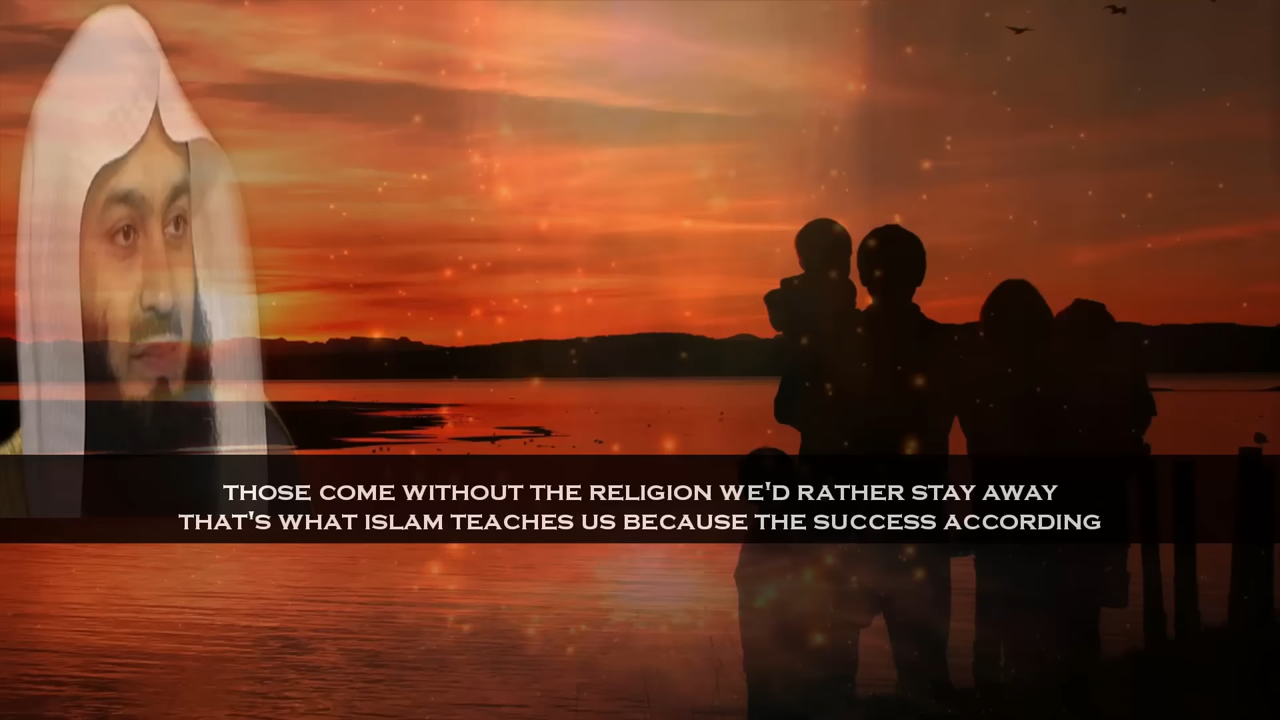 THOSE COME WITHOUT THE RELIGION WE'D RATHER STAY AWAY
THAT'S WHAT ISLAM TEACHES US BECAUSE THE SUCCESS ACCORDING